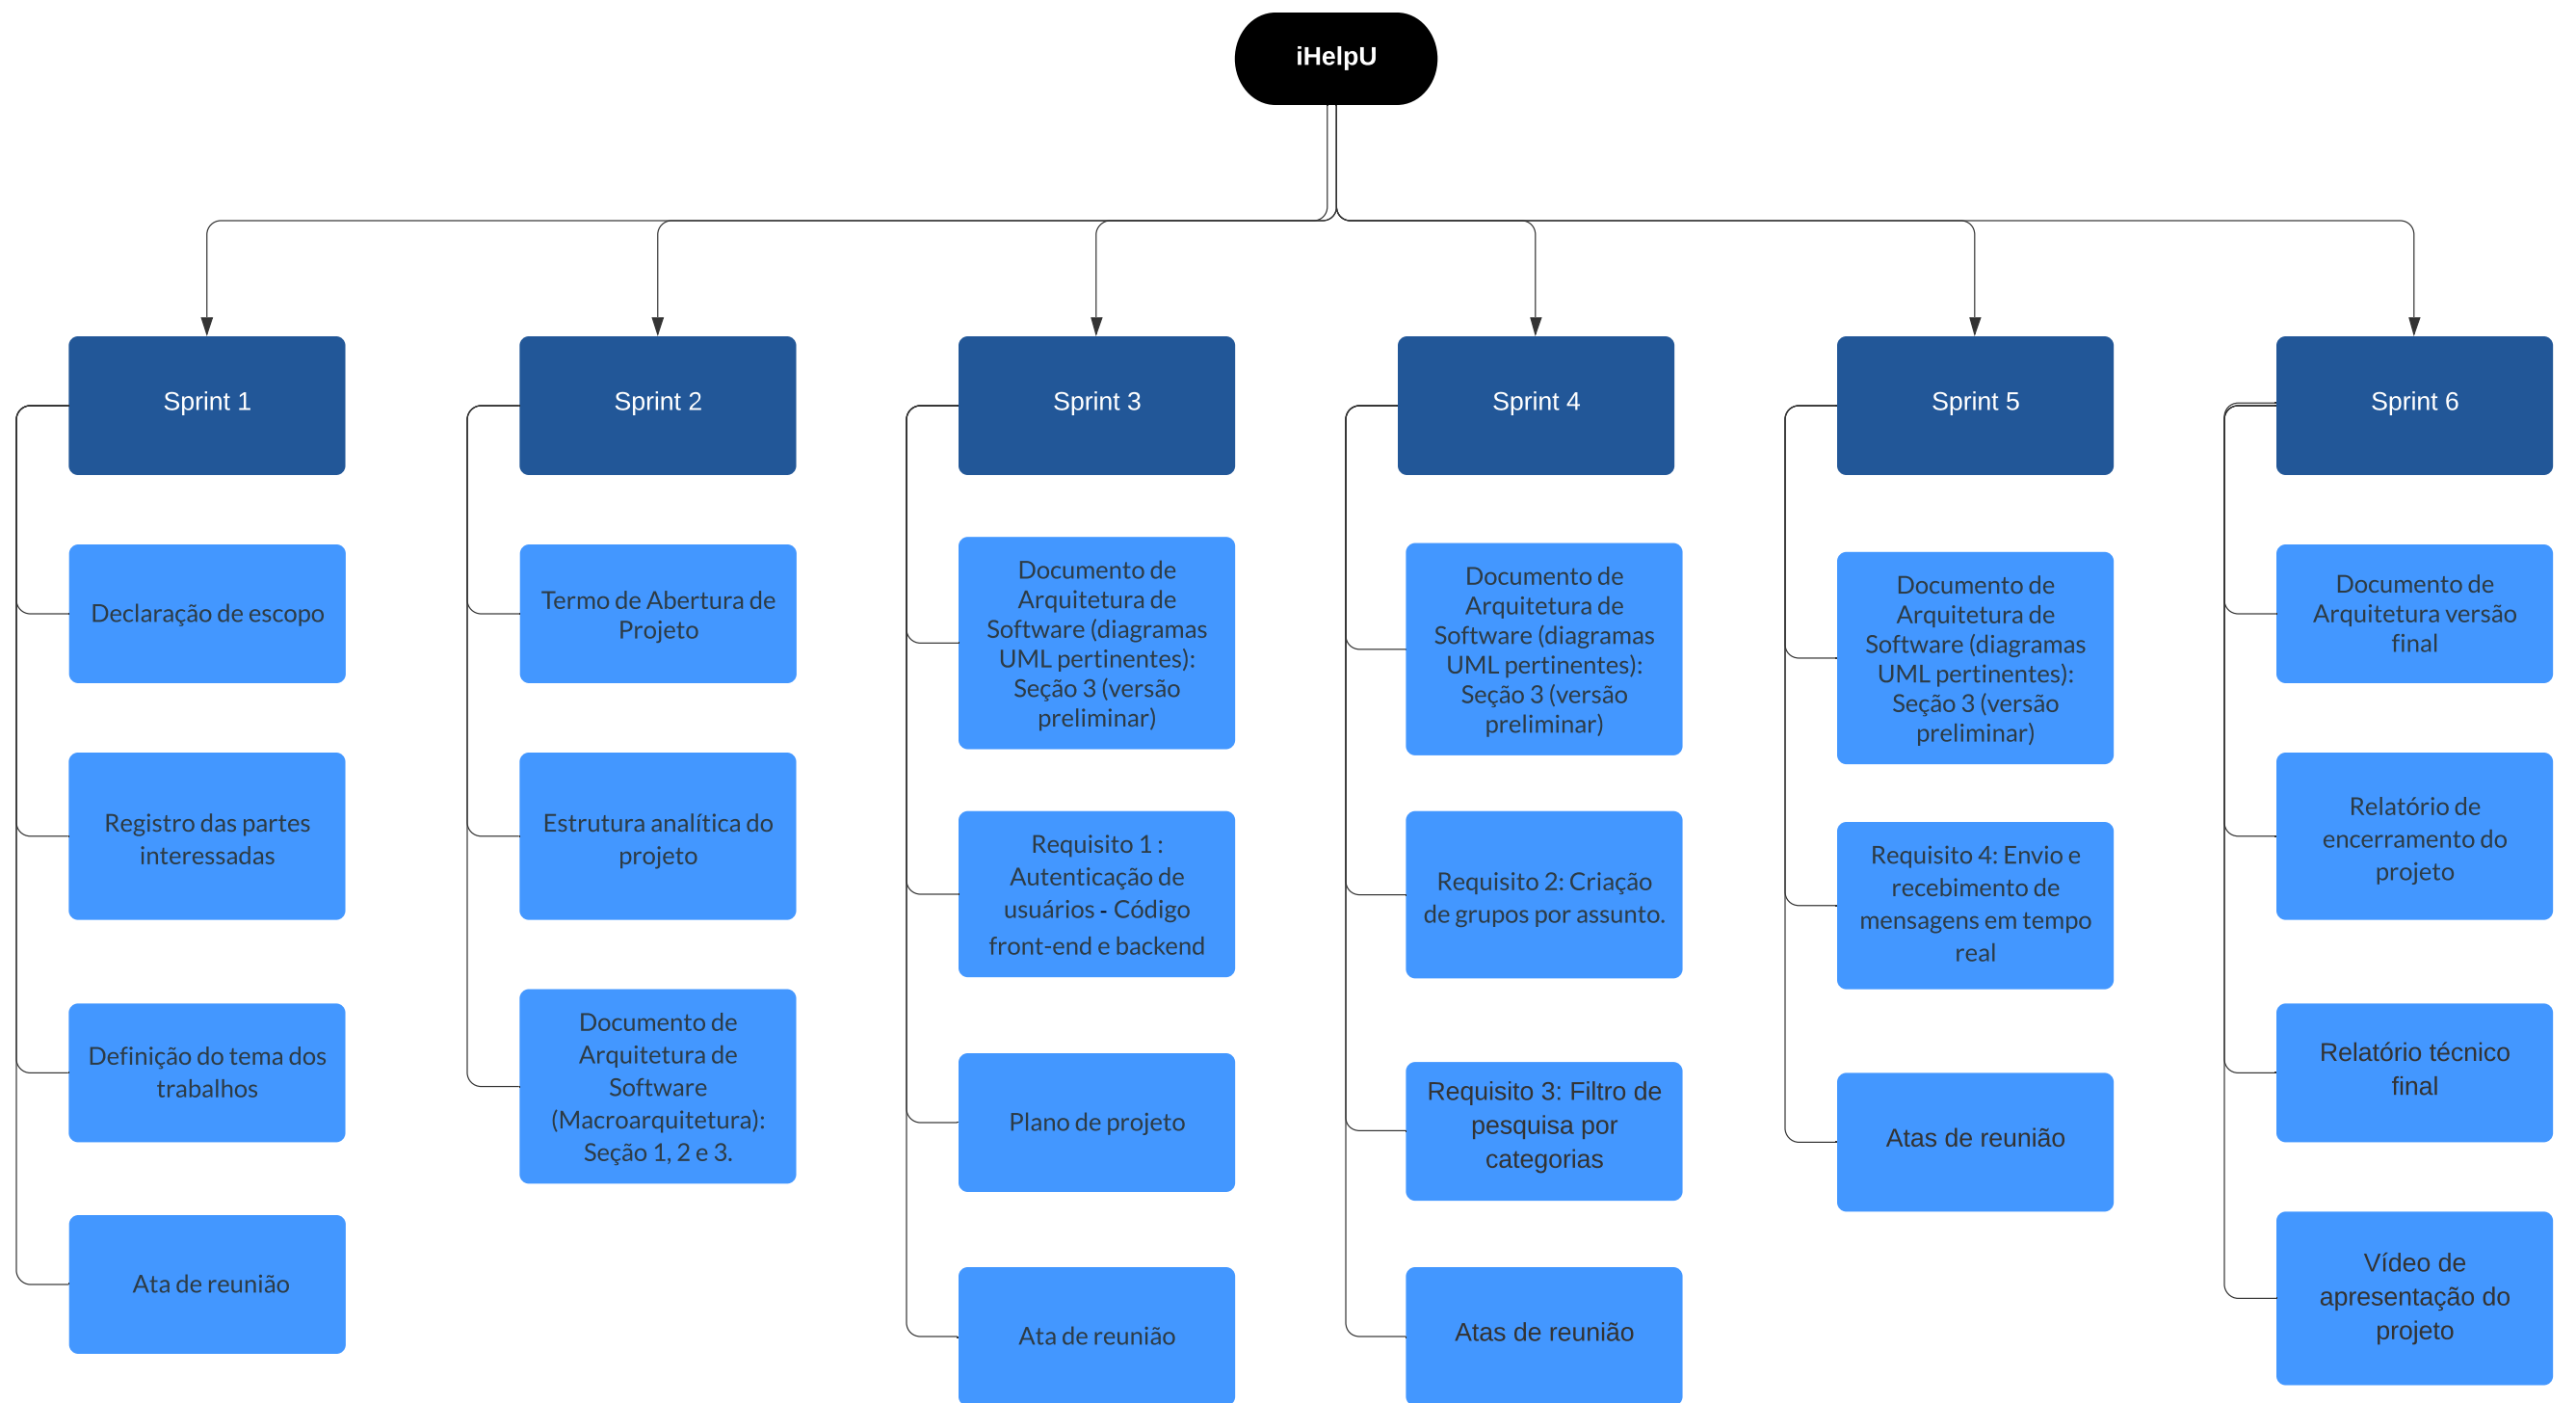 iHelpU
Sprint 1
Sprint 2
Sprint 3
Sprint 4
Sprint 5
Sprint 6
Declaração de escopo
Registro das partes
interessadas
Definição do tema dos
trabalhos
Ata de reunião
Termo de Abertura de
Projeto
Estrutura analítica do
projeto
Documento de
Arquitetura de
Software
(Macroarquitetura):
Seção 1, 2 e 3.
Documento de
Arquitetura de
Software (diagramas
UML pertinentes):
Seção 3 (versão
preliminar)
Requisito 1 :
Autenticação de
usuários - Código
front-end e backend
Plano de projeto
Ata de reunião
Documento de
Arquitetura de
Software (diagramas
UML pertinentes):
Seção 3 (versão
preliminar)
Requisito 2: Criação
de grupos por assunto.
Requisito 3: Filtro de
pesquisa por
categorias
Atas de reunião
Documento de
Arquitetura de
Software (diagramas
UML pertinentes):
Seção 3 (versão
preliminar)
Requisito 4: Envio e
recebimento de
mensagens em tempo
real
Atas de reunião
Documento de
Arquitetura versão
final
Relatório de
encerramento do
projeto
Relatório técnico
final
Vídeo de
apresentação do
projeto